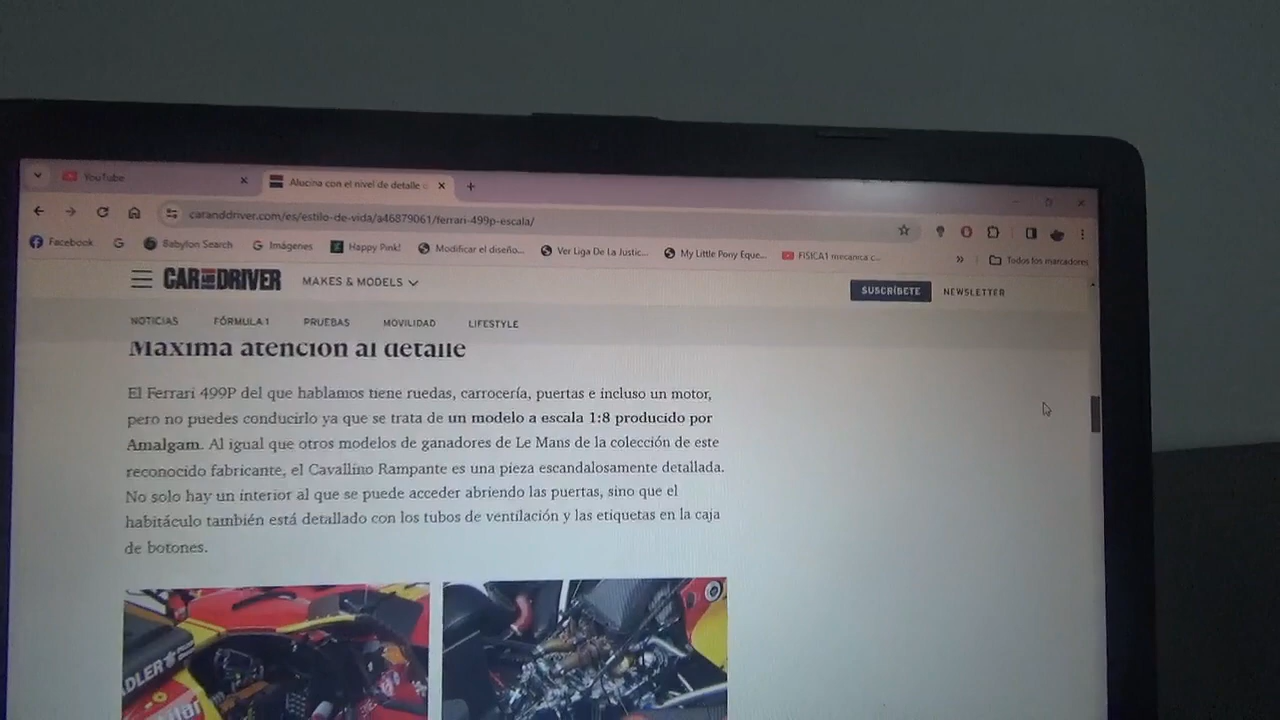 YouTube
Alucina con el nivel de detalle
caranddriver.com/es/estilo-de-vida/a46879061/ferrari-499p-escala/
Facebook
Babylon Search
Imágenes
Happy Pink!
Modificar el diseño...
Ver Liga De La Justic...
My Little Pony Eque...
FISICA1 mecanica c...
Todos los marcadores
CAR AND DRIVER
MAKES & MODELS
SUSCRÍBETE
NEWSLETTER
NOTICIAS
FÓRMULA 1
PRUEBAS
MOVILIDAD
LIFESTYLE
Máxima atención al detalle
El Ferrari 499P del que hablamos tiene ruedas, carrocería, puertas e incluso un motor,
pero no puedes conducirlo ya que se trata de un modelo a escala 1:8 producido por
Amalgam. Al igual que otros modelos de ganadores de Le Mans de la colección de este
reconocido fabricante, el Cavallino Rampante es una pieza escandalosamente detallada.
No solo hay un interior al que se puede acceder abriendo las puertas, sino que el
habitáculo también está detallado con los tubos de ventilación y las etiquetas en la caja
de botones.